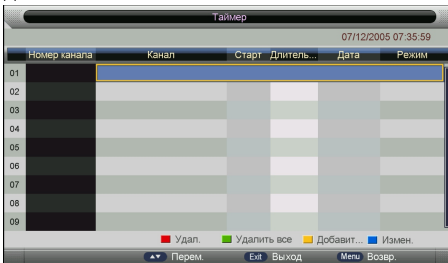 Таймер
07/12/2005 07:35:59
Номер канала Канал Старт Длитель... Дата Режим
01
02
03
04
05
06
07
08
09
Удал. Удалить все Добавит... Измен.
Перем. Exit Выход Menu Возвр.